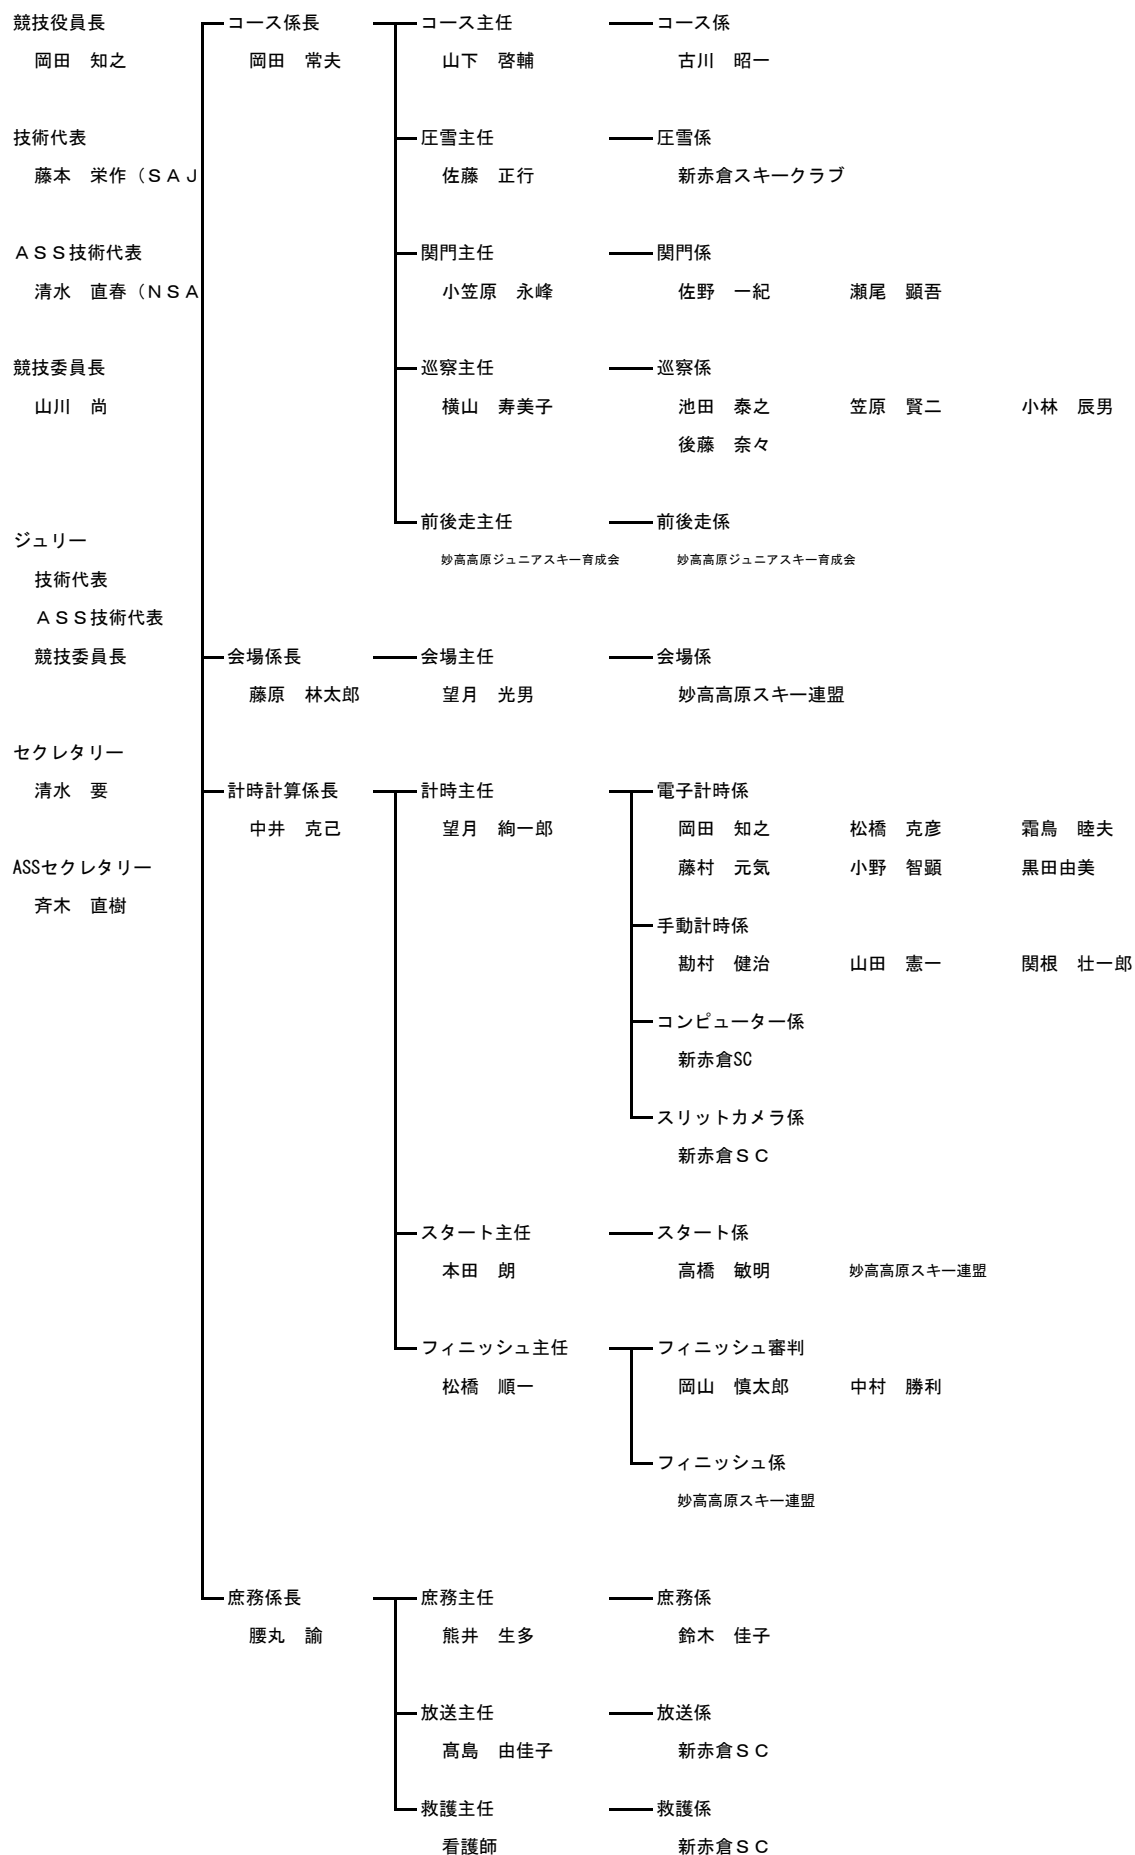 競技役員長 コース係長 コース主任 コース係
岡田 知之 岡田 常夫 山下 啓輔 古川 昭一
技術代表 圧雪主任 圧雪係
藤本 栄作（ＳＡＪ 佐藤 正行 新赤倉スキークラブ
ＡＳＳ技術代表 関門主任 関門係
清水 直春（ＮＳＡ 小笠原 永峰 佐野 一紀 瀬尾 顕吾
競技委員長 巡察主任 巡察係
山川 尚 横山 寿美子 池田 泰之 笠原 賢二 小林 辰男
後藤 奈々
前後走主任 前後走係
ジュリー
妙高高原ジュニアスキー育成会 妙高高原ジュニアスキー育成会
技術代表
ＡＳＳ技術代表
競技委員長 会場係長 会場主任 会場係
藤原 林太郎 望月 光男 妙高高原スキー連盟
セクレタリー
清水 要 計時計算係長 計時主任 電子計時係
中井 克己 望月 絢一郎 岡田 知之 松橋 克彦 霜鳥 睦夫
ASSセクレタリー 藤村 元気 小野 智顕 黒田由美
斉木 直樹
手動計時係
勘村 健治 山田 憲一 関根 壮一郎
コンピューター係
新赤倉SC
スリットカメラ係
新赤倉ＳＣ
スタート主任 スタート係
本田 朗 高橋 敏明 妙高高原スキー連盟
フィニッシュ主任 フィニッシュ審判
松橋 順一 岡山 慎太郎 中村 勝利
フィニッシュ係
妙高高原スキー連盟
庶務係長 庶務主任 庶務係
腰丸 諭 熊井 生多 鈴木 佳子
放送主任 放送係
髙島 由佳子 新赤倉ＳＣ
救護主任 救護係
看護師 新赤倉ＳＣ